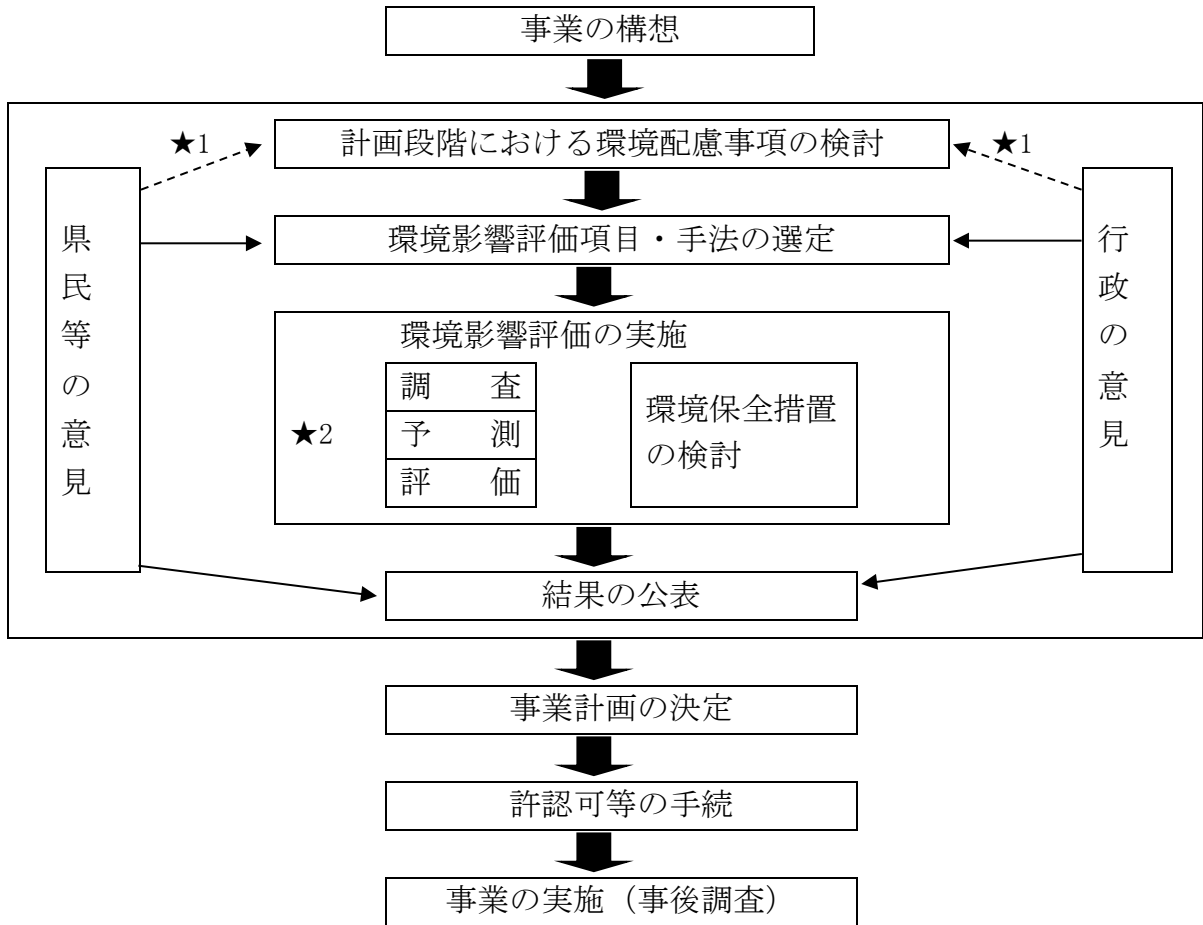 事業の構想
★1
計画段階における環境配慮事項の検討
★1
県民等の意見
環境影響評価項目・手法の選定
行政の意見
環境影響評価の実施
★2
調　査
予　測
評　価
環境保全措置
の検討
結果の公表
事業計画の決定
許認可等の手続
事業の実施（事後調査）